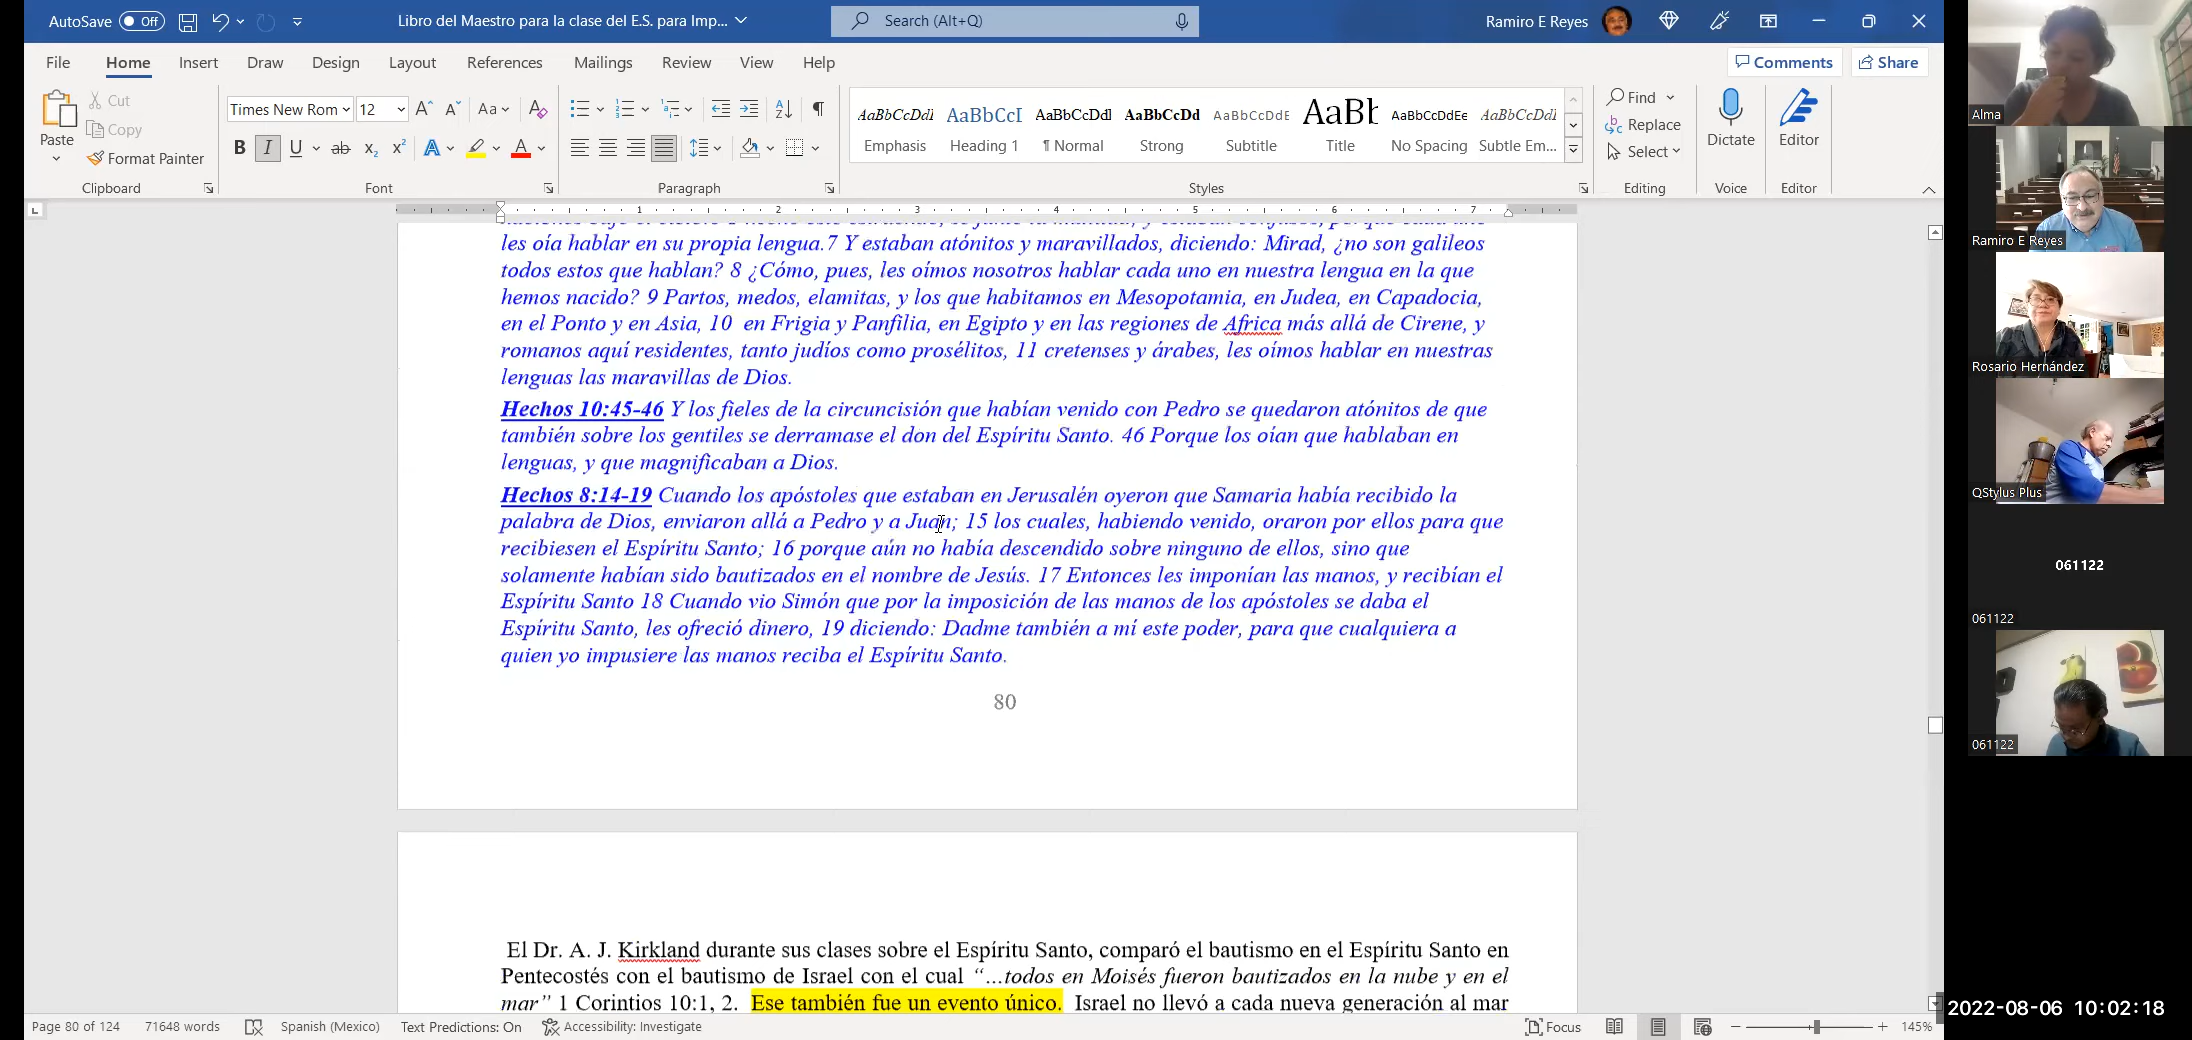 AutoSave Off Libro del Maestro para la clase del E.S. para Imp... Search (Alt+Q) Ramiro E Reyes
File Home Insert Draw Design Layout References Mailings Review View Help Comments Share
Paste Cut Copy Format Painter Clipboard
Times New Rom 12 Font
Paragraph
AaBbCcDdI AaBbCcI AaBbCcDdI AaBbCcDd AaBbCcDdE AaBb AaBbCcDdEe AaBbCcDdI
Emphasis Heading 1 ¶ Normal Strong Subtitle Title No Spacing Subtle Em...
Styles
Find Replace Select Editing
Dictate Voice
Editor Editor
1 2 3 4 5 6 7
les oía hablar en su propia lengua.7 Y estaban atónitos y maravillados, diciendo: Mirad, ¿no son galileos
todos estos que hablan? 8 ¿Cómo, pues, les oímos nosotros hablar cada uno en nuestra lengua en la que
hemos nacido? 9 Partos, medos, elamitas, y los que habitamos en Mesopotamia, en Judea, en Capadocia,
en el Ponto y en Asia, 10 en Frigia y Panfilia, en Egipto y en las regiones de Africa más allá de Cirene, y
romanos aquí residentes, tanto judíos como prosélitos, 11 cretenses y árabes, les oímos hablar en nuestras
lenguas las maravillas de Dios.
Hechos 10:45-46 Y los fieles de la circuncisión que habían venido con Pedro se quedaron atónitos de que
también sobre los gentiles se derramase el don del Espíritu Santo. 46 Porque los oían que hablaban en
lenguas, y que magnificaban a Dios.
Hechos 8:14-19 Cuando los apóstoles que estaban en Jerusalén oyeron que Samaria había recibido la
palabra de Dios, enviaron allá a Pedro y a Juan; 15 los cuales, habiendo venido, oraron por ellos para que
recibiesen el Espíritu Santo; 16 porque aún no había descendido sobre ninguno de ellos, sino que
solamente habían sido bautizados en el nombre de Jesús. 17 Entonces les imponían las manos, y recibían el
Espíritu Santo 18 Cuando vio Simón que por la imposición de las manos de los apóstoles se daba el
Espíritu Santo, les ofreció dinero, 19 diciendo: Dadme también a mí este poder, para que cualquiera a
quien yo impusiere las manos reciba el Espíritu Santo.
80
El Dr. A. J. Kirkland durante sus clases sobre el Espíritu Santo, comparó el bautismo en el Espíritu Santo en
Pentecostés con el bautismo de Israel con el cual “...todos en Moisés fueron bautizados en la nube y en el
mar” 1 Corintios 10:1, 2. Ese también fue un evento único. Israel no llevó a cada nueva generación al mar
Page 80 of 124 71648 words Spanish (Mexico) Text Predictions: On Accessibility: Investigate Focus 145%
Alma
Ramiro E Reyes
Rosario Hernández
QStylus Plus
061122
061122
061122
2022-08-06 10:02:18